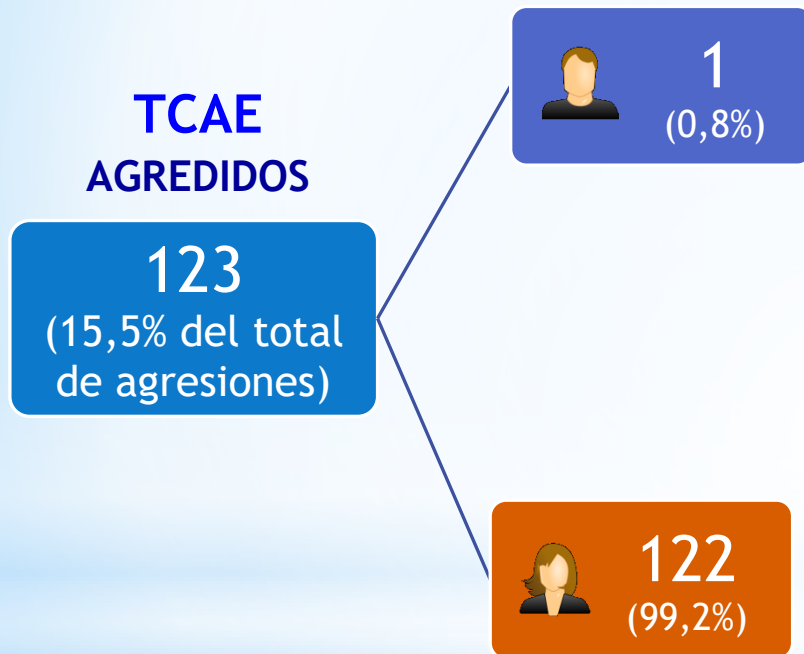 TCAE
AGREDIDOS
123
(15,5% del total
de agresiones)
1
(0,8%)
122
(99,2%)